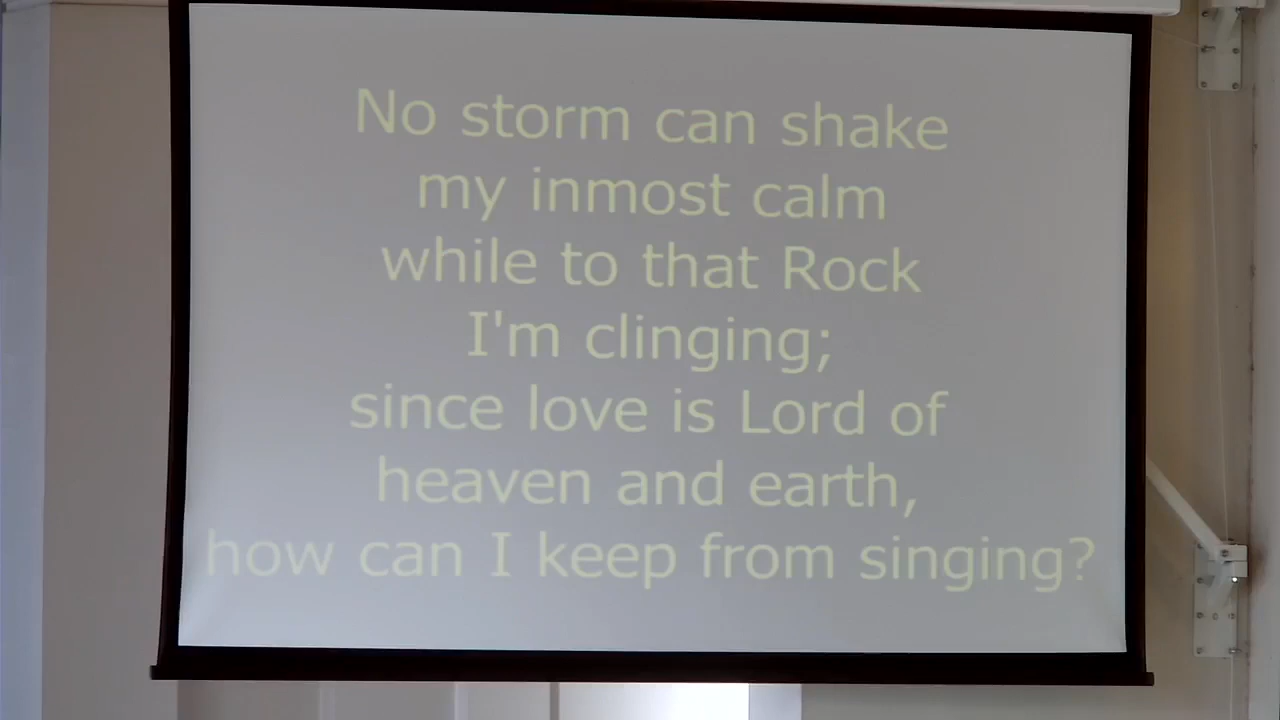 No storm can shake
my inmost calm
while to that Rock
I'm clinging;
since love is Lord of
heaven and earth,
how can I keep from singing?